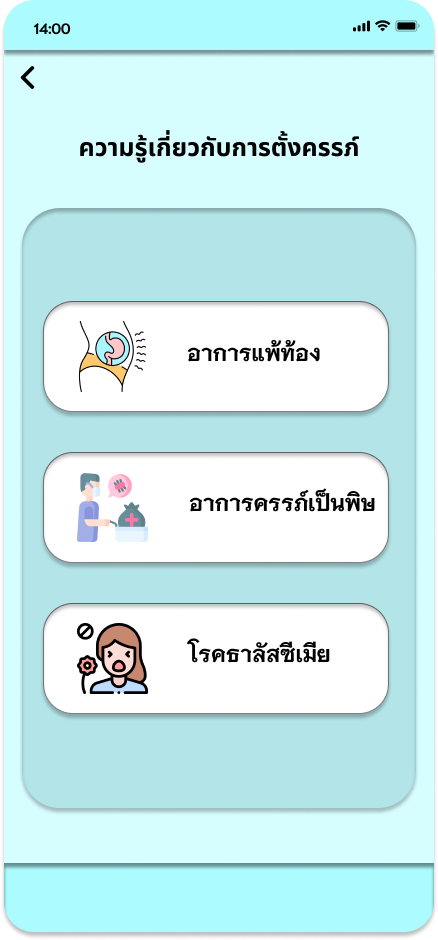 14:00
ความรู้เกี่ยวกับการตั้งครรภ์
อาการแพ้ท้อง
อาการครรภ์เป็นพิษ
โรคธาลัสซีเมีย